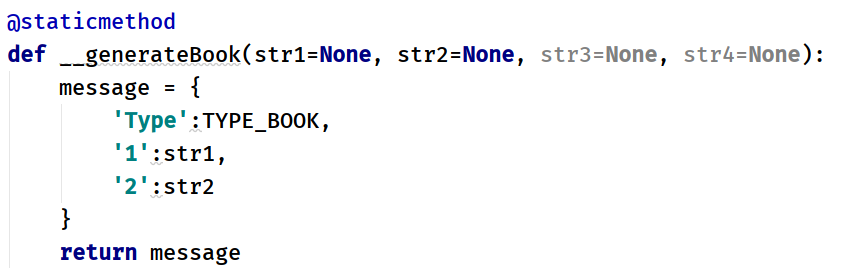 @staticmethod
def __generateBook(str1=None, str2=None, str3=None, str4=None):
    message = {
        'Type':TYPE_BOOK,
        '1':str1,
        '2':str2
    }
    return message